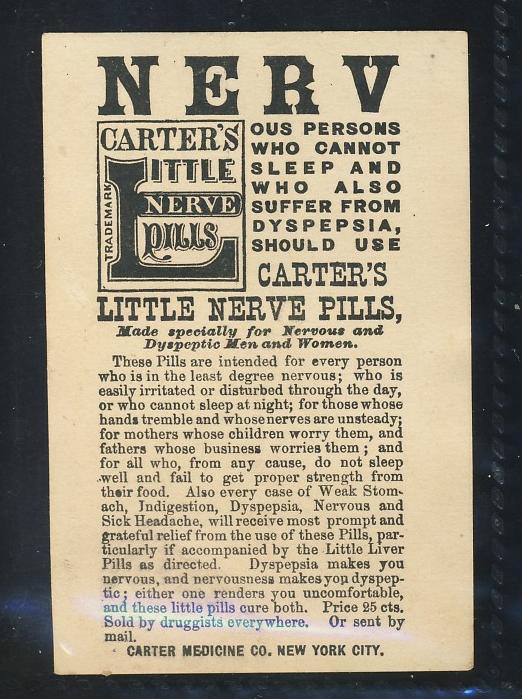 NERV
CARTER'S
LITTLE
NERVE
PILLS
TRADEMARK
OUS PERSONS
WHO CANNOT
SLEEP AND
WHO ALSO
SUFFER FROM
DYSPEPSIA,
SHOULD USE
CARTER'S
LITTLE NERVE PILLS,
Made specially for Nervous and
Dyspeptic Men and Women.
These Pills are intended for every person
who is in the least degree nervous; who is
easily irritated or disturbed through the day,
or who cannot sleep at night; for those whose
hands tremble and whose nerves are unsteady;
for mothers whose children worry them, and
fathers whose business worries them; and
for all who, from any cause, do not sleep
well and fail to get proper strength from
their food. Also every case of Weak Stom-
ach, Indigestion, Dyspepsia, Nervous and
Sick Headache, will receive most prompt and
grateful relief from the use of these Pills, par-
ticularly if accompanied by the Little Liver
Pills as directed. Dyspepsia makes you
nervous, and nervousness makes you dyspep-
tic; either one renders you uncomfortable,
and these little pills cure both. Price 25 cts.
Sold by druggists everywhere. Or sent by
mail.
CARTER MEDICINE CO. NEW YORK CITY.